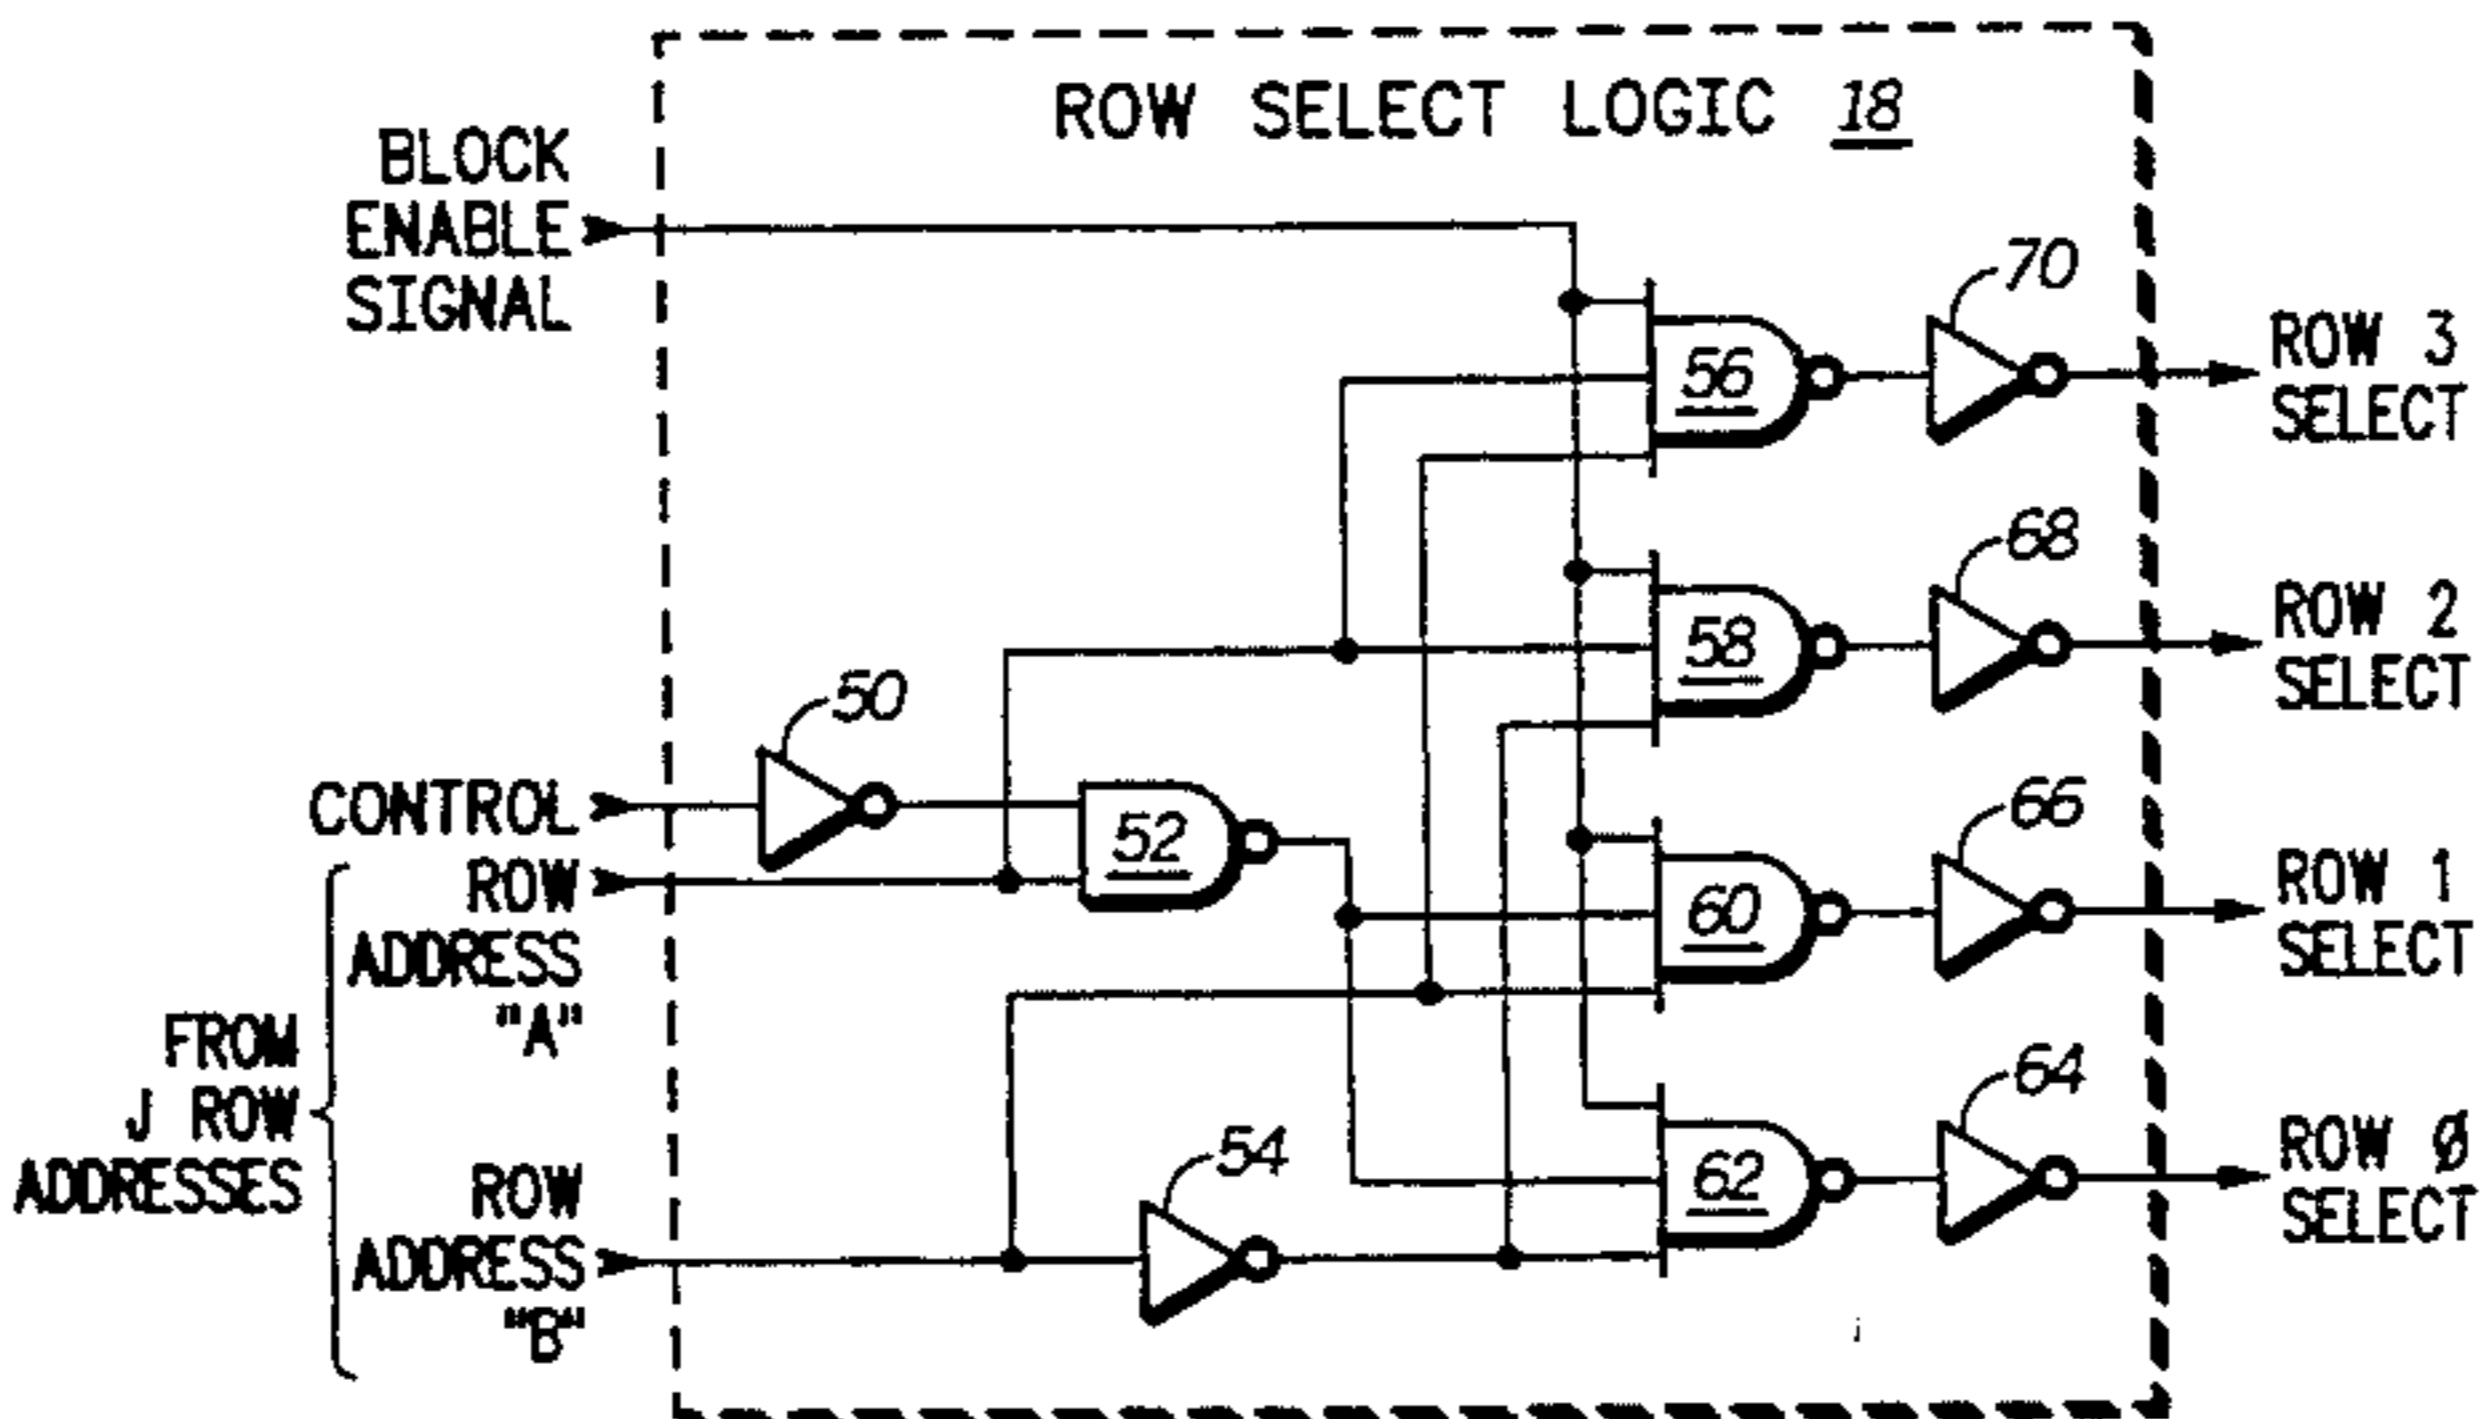 ROW SELECT LOGIC 18
BLOCK
ENABLE
SIGNAL
70
56
ROW 3
SELECT
68
58
ROW 2
SELECT
50
CONTROL
52
66
60
ROW 1
SELECT
ROW
ADDRESS
"A"
FROM
J ROW
ADDRESSES
ROW
ADDRESS
"B"
54
64
62
ROW Ø
SELECT